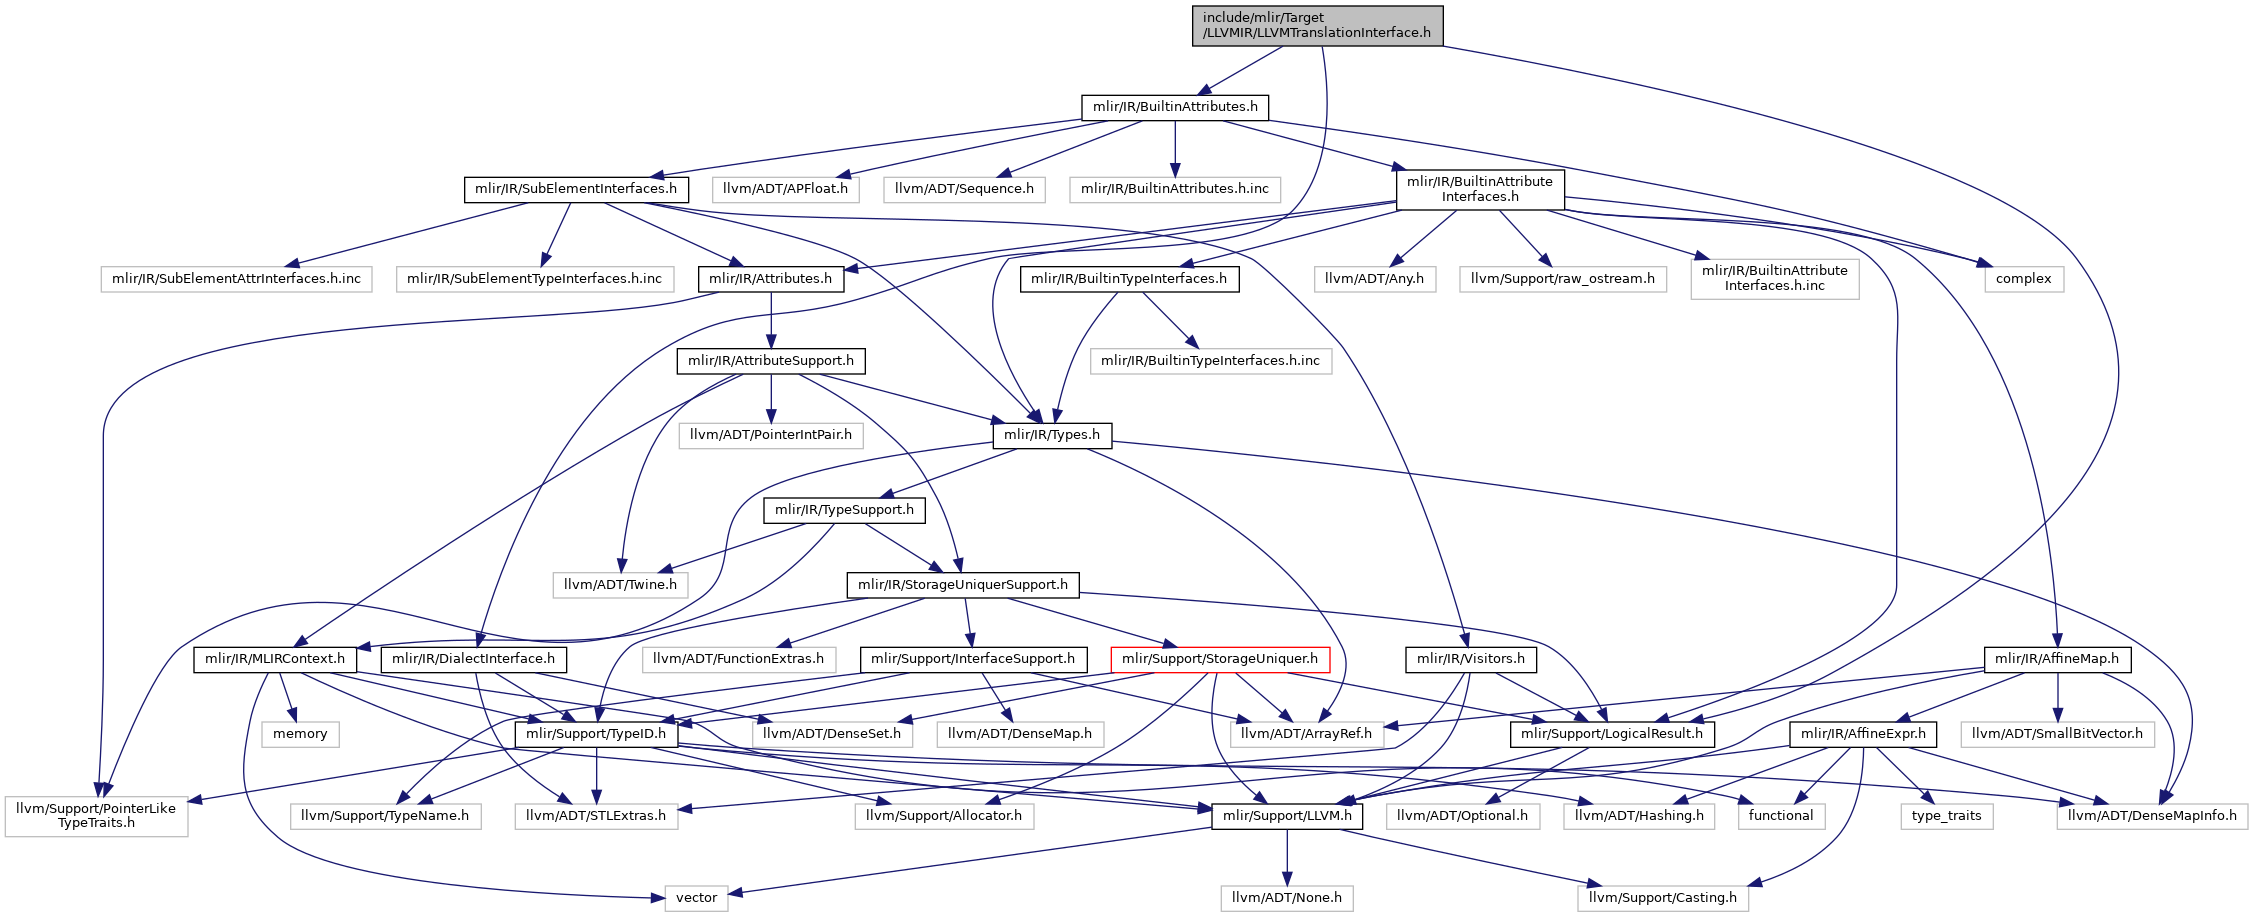 include/mlir/Target
/LLVMIR/LLVMTranslationInterface.h
mlir/IR/BuiltinAttributes.h
mlir/IR/SubElementInterfaces.h
llvm/ADT/APFloat.h
llvm/ADT/Sequence.h
mlir/IR/BuiltinAttributes.h.inc
mlir/IR/BuiltinAttribute
Interfaces.h
mlir/IR/SubElementAttrInterfaces.h.inc
mlir/IR/SubElementTypeInterfaces.h.inc
mlir/IR/Attributes.h
mlir/IR/BuiltinTypeInterfaces.h
llvm/ADT/Any.h
llvm/Support/raw_ostream.h
mlir/IR/BuiltinAttribute
Interfaces.h.inc
complex
mlir/IR/AttributeSupport.h
mlir/IR/BuiltinTypeInterfaces.h.inc
llvm/ADT/PointerIntPair.h
mlir/IR/Types.h
mlir/IR/TypeSupport.h
llvm/ADT/Twine.h
mlir/IR/StorageUniquerSupport.h
mlir/IR/MLIRContext.h
mlir/IR/DialectInterface.h
llvm/ADT/FunctionExtras.h
mlir/Support/InterfaceSupport.h
mlir/Support/StorageUniquer.h
mlir/IR/Visitors.h
mlir/IR/AffineMap.h
memory
mlir/Support/TypeID.h
llvm/ADT/DenseSet.h
llvm/ADT/DenseMap.h
llvm/ADT/ArrayRef.h
mlir/Support/LogicalResult.h
mlir/IR/AffineExpr.h
llvm/ADT/SmallBitVector.h
llvm/Support/PointerLike
TypeTraits.h
llvm/Support/TypeName.h
llvm/ADT/STLExtras.h
llvm/Support/Allocator.h
mlir/Support/LLVM.h
llvm/ADT/Optional.h
llvm/ADT/Hashing.h
functional
type_traits
llvm/ADT/DenseMapInfo.h
vector
llvm/ADT/None.h
llvm/Support/Casting.h